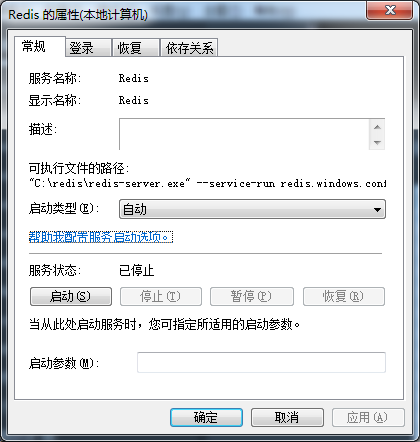 Redis 的属性(本地计算机)
常规 登录 恢复 依存关系
服务名称: Redis
显示名称: Redis
描述:
可执行文件的路径:
"C:\redis\redis-server.exe" --service-run redis.windows.conf
启动类型(E): 自动
帮助我配置服务启动选项。
服务状态: 已停止
启动(S) 停止(T) 暂停(P) 恢复(R)
当从此处启动服务时，您可指定所适用的启动参数。
启动参数(M):
确定 取消 应用(A)